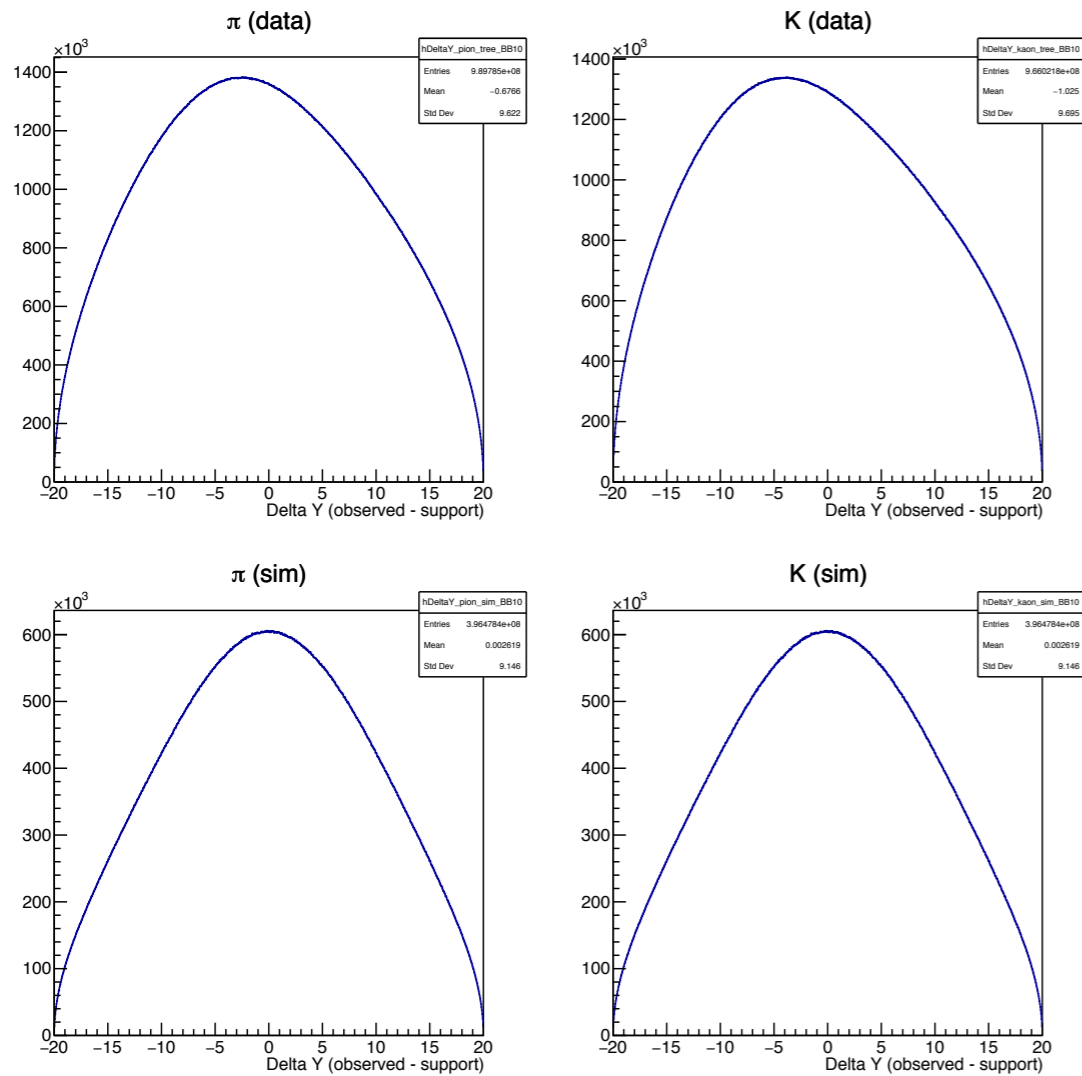 π (data)
×10³
1400
1200
1000
800
600
400
200
0
−20 −15 −10 −5 0 5 10 15 20
Delta Y (observed - support)
hDeltaY_pion_tree_BB10
Entries 9.89785e+08
Mean −0.6766
Std Dev 9.622
K (data)
×10³
1400
1200
1000
800
600
400
200
0
−20 −15 −10 −5 0 5 10 15 20
Delta Y (observed - support)
hDeltaY_kaon_tree_BB10
Entries 9.660218e+08
Mean −1.025
Std Dev 9.695
π (sim)
×10³
600
500
400
300
200
100
0
−20 −15 −10 −5 0 5 10 15 20
Delta Y (observed - support)
hDeltaY_pion_sim_BB10
Entries 3.964784e+08
Mean 0.002619
Std Dev 9.146
K (sim)
×10³
600
500
400
300
200
100
0
−20 −15 −10 −5 0 5 10 15 20
Delta Y (observed - support)
hDeltaY_kaon_sim_BB10
Entries 3.964784e+08
Mean 0.002619
Std Dev 9.146